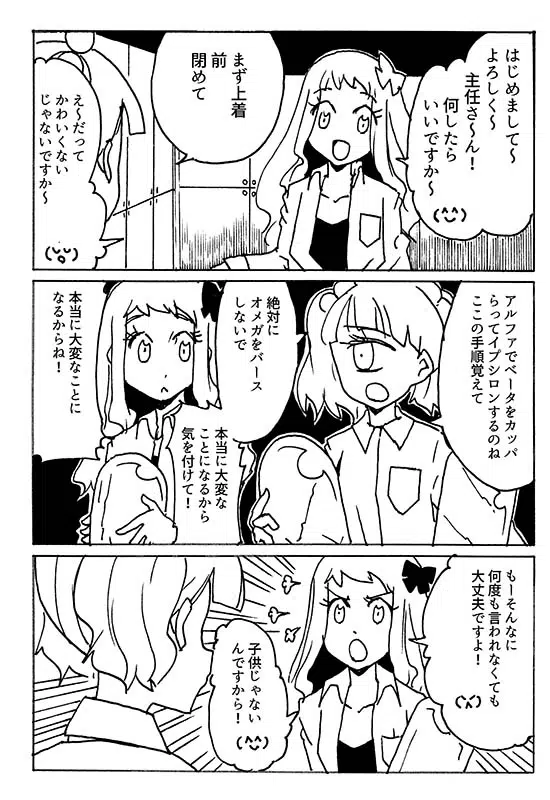 はじめまして〜
よろしく〜
主任さ〜ん！
何したら
いいですか〜
(^^)
まず上着
前
閉めて
え〜だって
かわいくない
じゃないですか〜
アルファでベータをカッパ
らってイプシロンするのね
ここの手順覚えて
絶対に
オメガをバース
しないで
本当に大変な
ことになるから
気を付けて！
本当に大変なことに
なるからね！
もーそんなに
何度も言われなくても
大丈夫ですよ！
子供じゃない
んですから！
(^^)